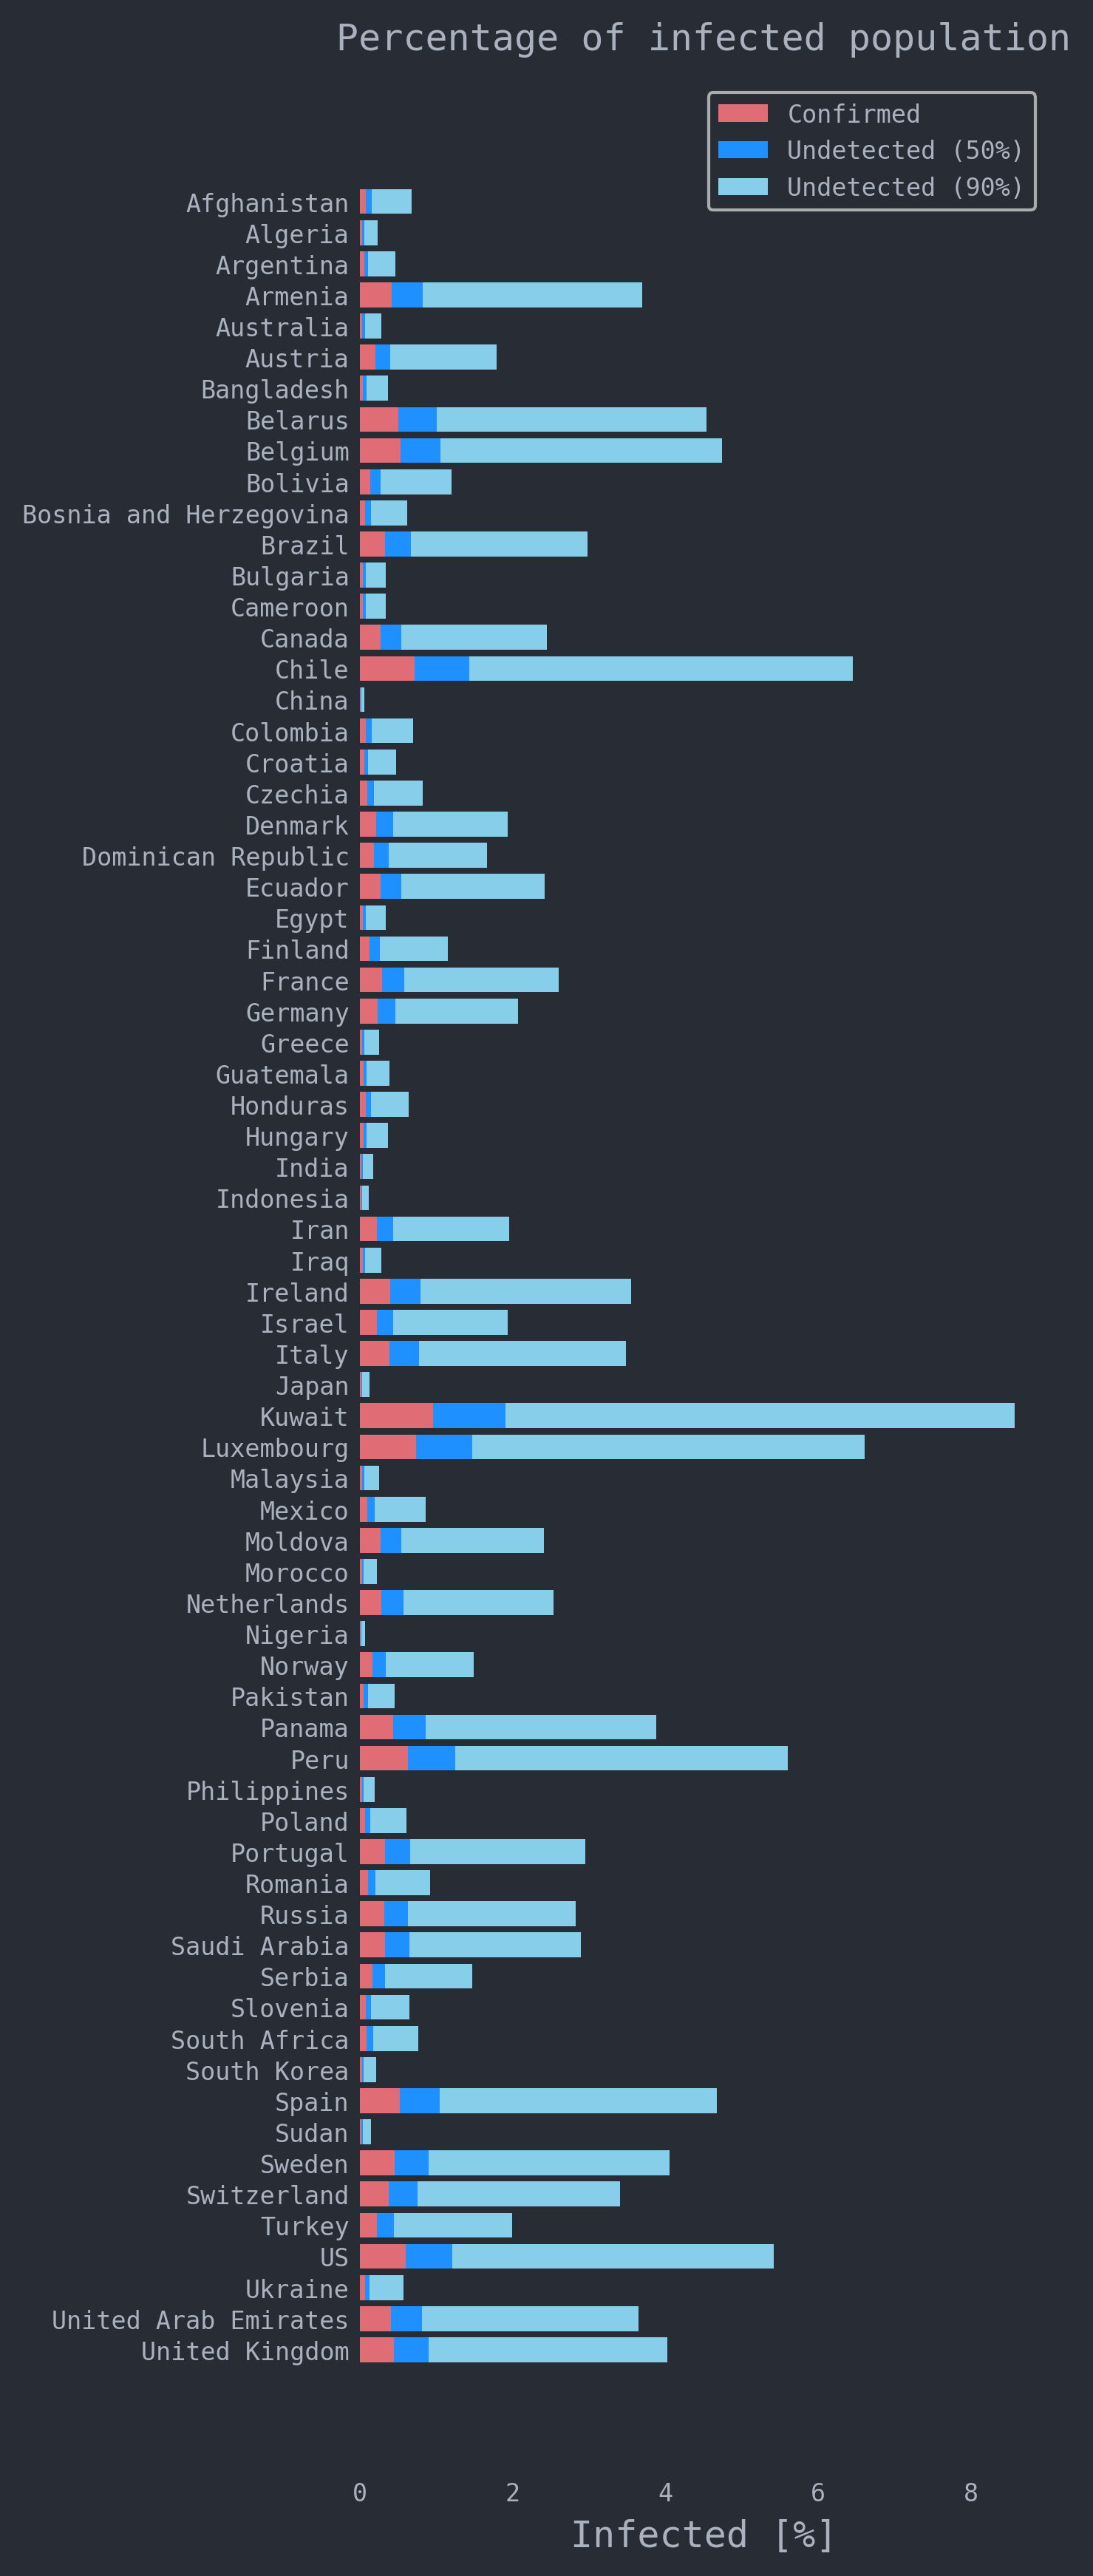 Percentage of infected population
Confirmed
Undetected (50%)
Undetected (90%)
Afghanistan
Algeria
Argentina
Armenia
Australia
Austria
Bangladesh
Belarus
Belgium
Bolivia
Bosnia and Herzegovina
Brazil
Bulgaria
Cameroon
Canada
Chile
China
Colombia
Croatia
Czechia
Denmark
Dominican Republic
Ecuador
Egypt
Finland
France
Germany
Greece
Guatemala
Honduras
Hungary
India
Indonesia
Iran
Iraq
Ireland
Israel
Italy
Japan
Kuwait
Luxembourg
Malaysia
Mexico
Moldova
Morocco
Netherlands
Nigeria
Norway
Pakistan
Panama
Peru
Philippines
Poland
Portugal
Romania
Russia
Saudi Arabia
Serbia
Slovenia
South Africa
South Korea
Spain
Sudan
Sweden
Switzerland
Turkey
US
Ukraine
United Arab Emirates
United Kingdom
0 2 4 6 8
Infected [%]